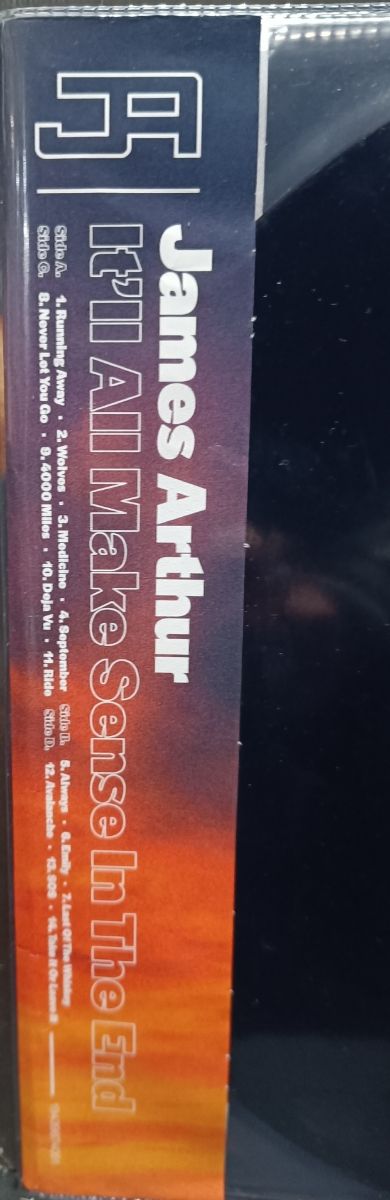 James Arthur
It'll All Make Sense In The End
Side A. 1. Running Away • 2. Wolves • 3. Medicine • 4. September Side B. 5. Always • 6. Emily • 7. Last Of The Whiskey
Side C. 8. Never Let You Go • 9. 4000 Miles • 10. Deja Vu • 11. Ride Side D. 12. Avalanche • 13. SOS • 14. Take It Or Leave It